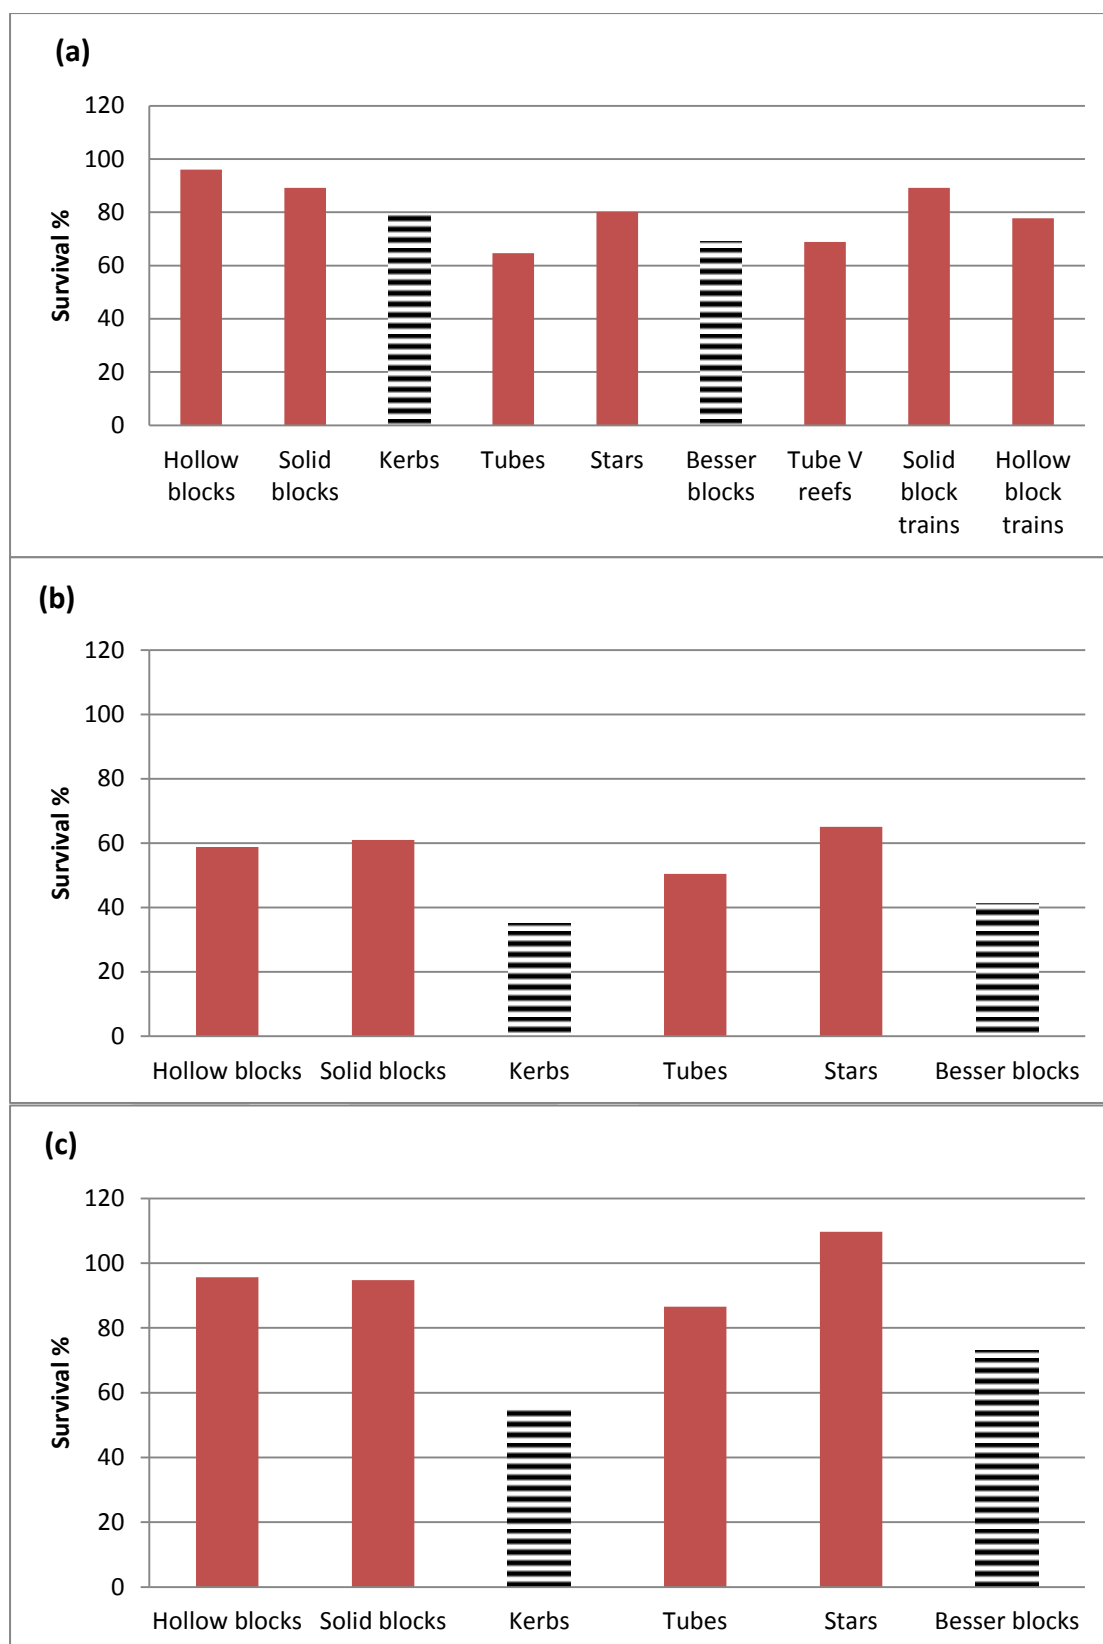 (a)
120
100
80
60
40
20
0
Survival %
Hollow blocks
Solid blocks
Kerbs
Tubes
Stars
Besser blocks
Tube V reefs
Solid block trains
Hollow block trains
(b)
120
100
80
60
40
20
0
Survival %
Hollow blocks
Solid blocks
Kerbs
Tubes
Stars
Besser blocks
(c)
120
100
80
60
40
20
0
Survival %
Hollow blocks
Solid blocks
Kerbs
Tubes
Stars
Besser blocks